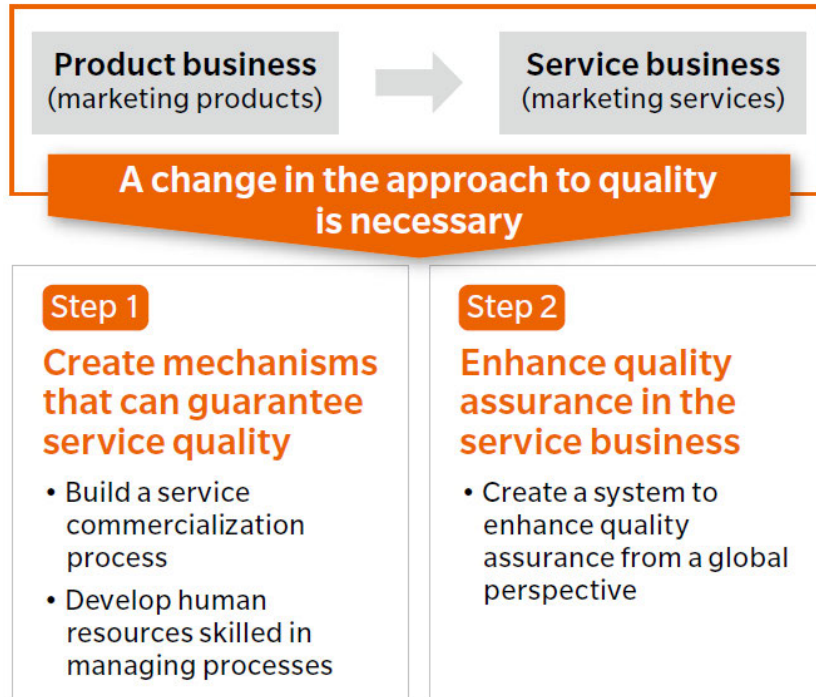 Product business
(marketing products)
Service business
(marketing services)
A change in the approach to quality
is necessary
Step 1
Create mechanisms
that can guarantee
service quality
• Build a service
commercialization
process
• Develop human
resources skilled in
managing processes
Step 2
Enhance quality
assurance in the
service business
• Create a system to
enhance quality
assurance from a global
perspective